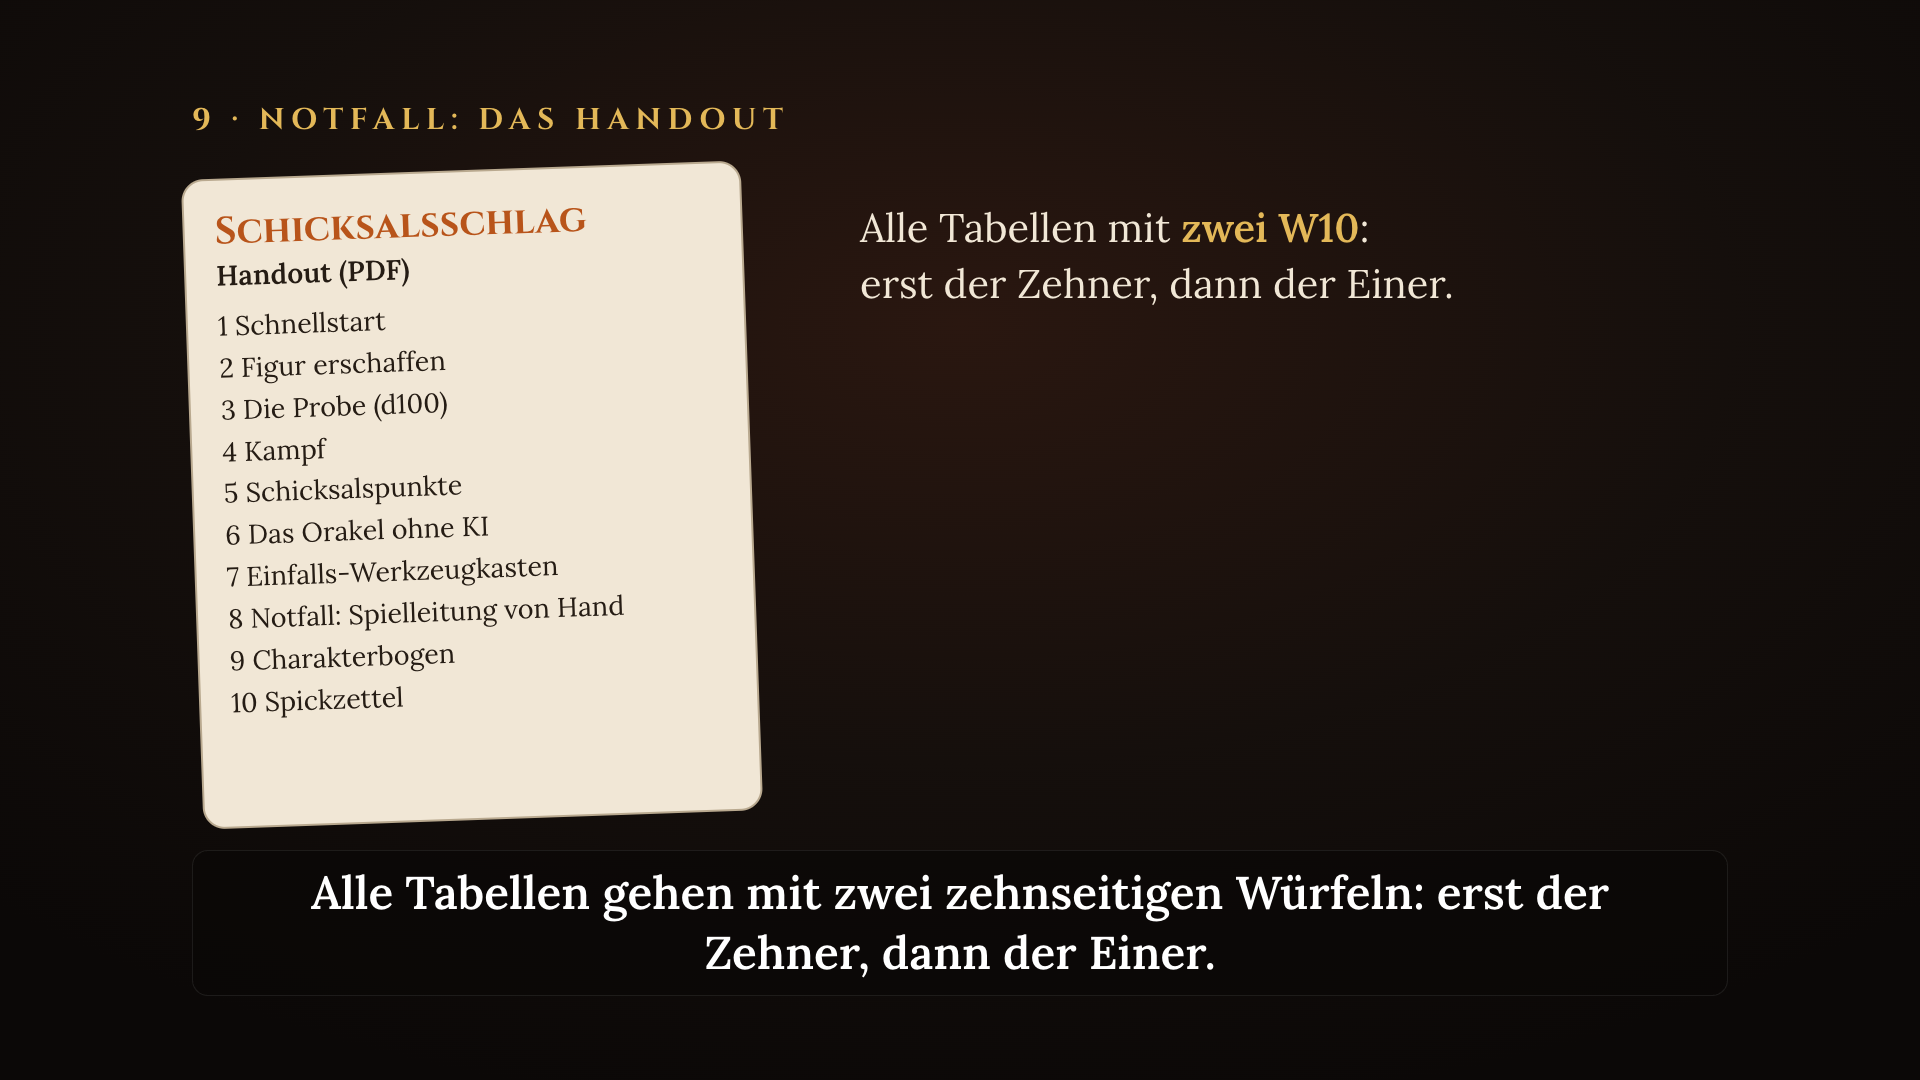 9 · NOTFALL: DAS HANDOUT
SCHICKSALSSCHLAG
Handout (PDF)
1 Schnellstart
2 Figur erschaffen
3 Die Probe (d100)
4 Kampf
5 Schicksalspunkte
6 Das Orakel ohne KI
7 Einfalls-Werkzeugkasten
8 Notfall: Spielleitung von Hand
9 Charakterbogen
10 Spickzettel
Alle Tabellen mit zwei W10:
erst der Zehner, dann der Einer.
Alle Tabellen gehen mit zwei zehnseitigen Würfeln: erst der
Zehner, dann der Einer.